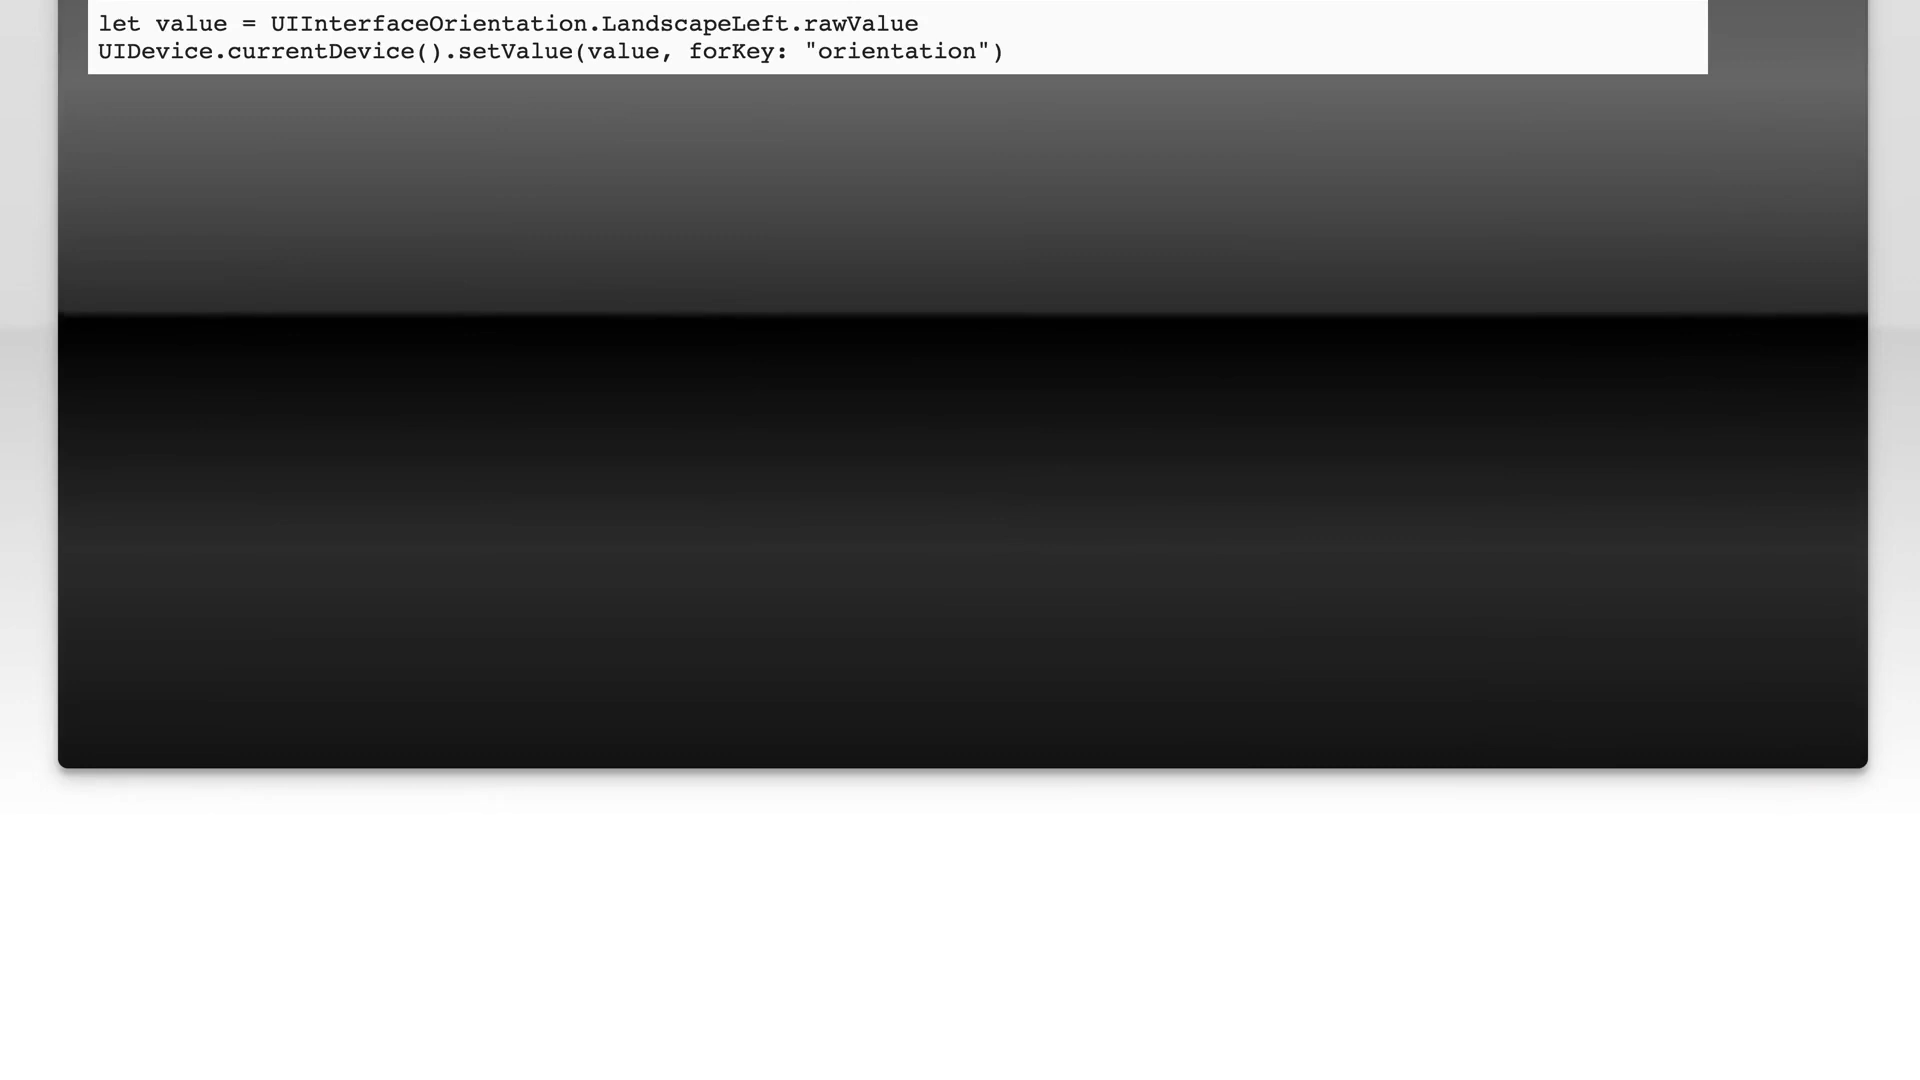 let value = UIInterfaceOrientation.LandscapeLeft.rawValue
UIDevice.currentDevice().setValue(value, forKey: "orientation")